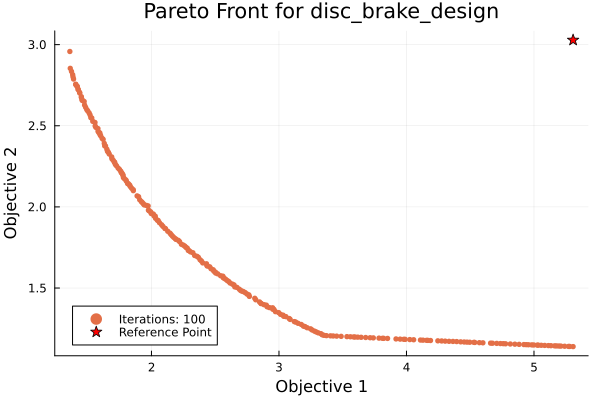 Pareto Front for disc_brake_design
3.0
2.5
2.0
1.5
Objective 2
Iterations: 100
Reference Point
2
3
4
5
Objective 1